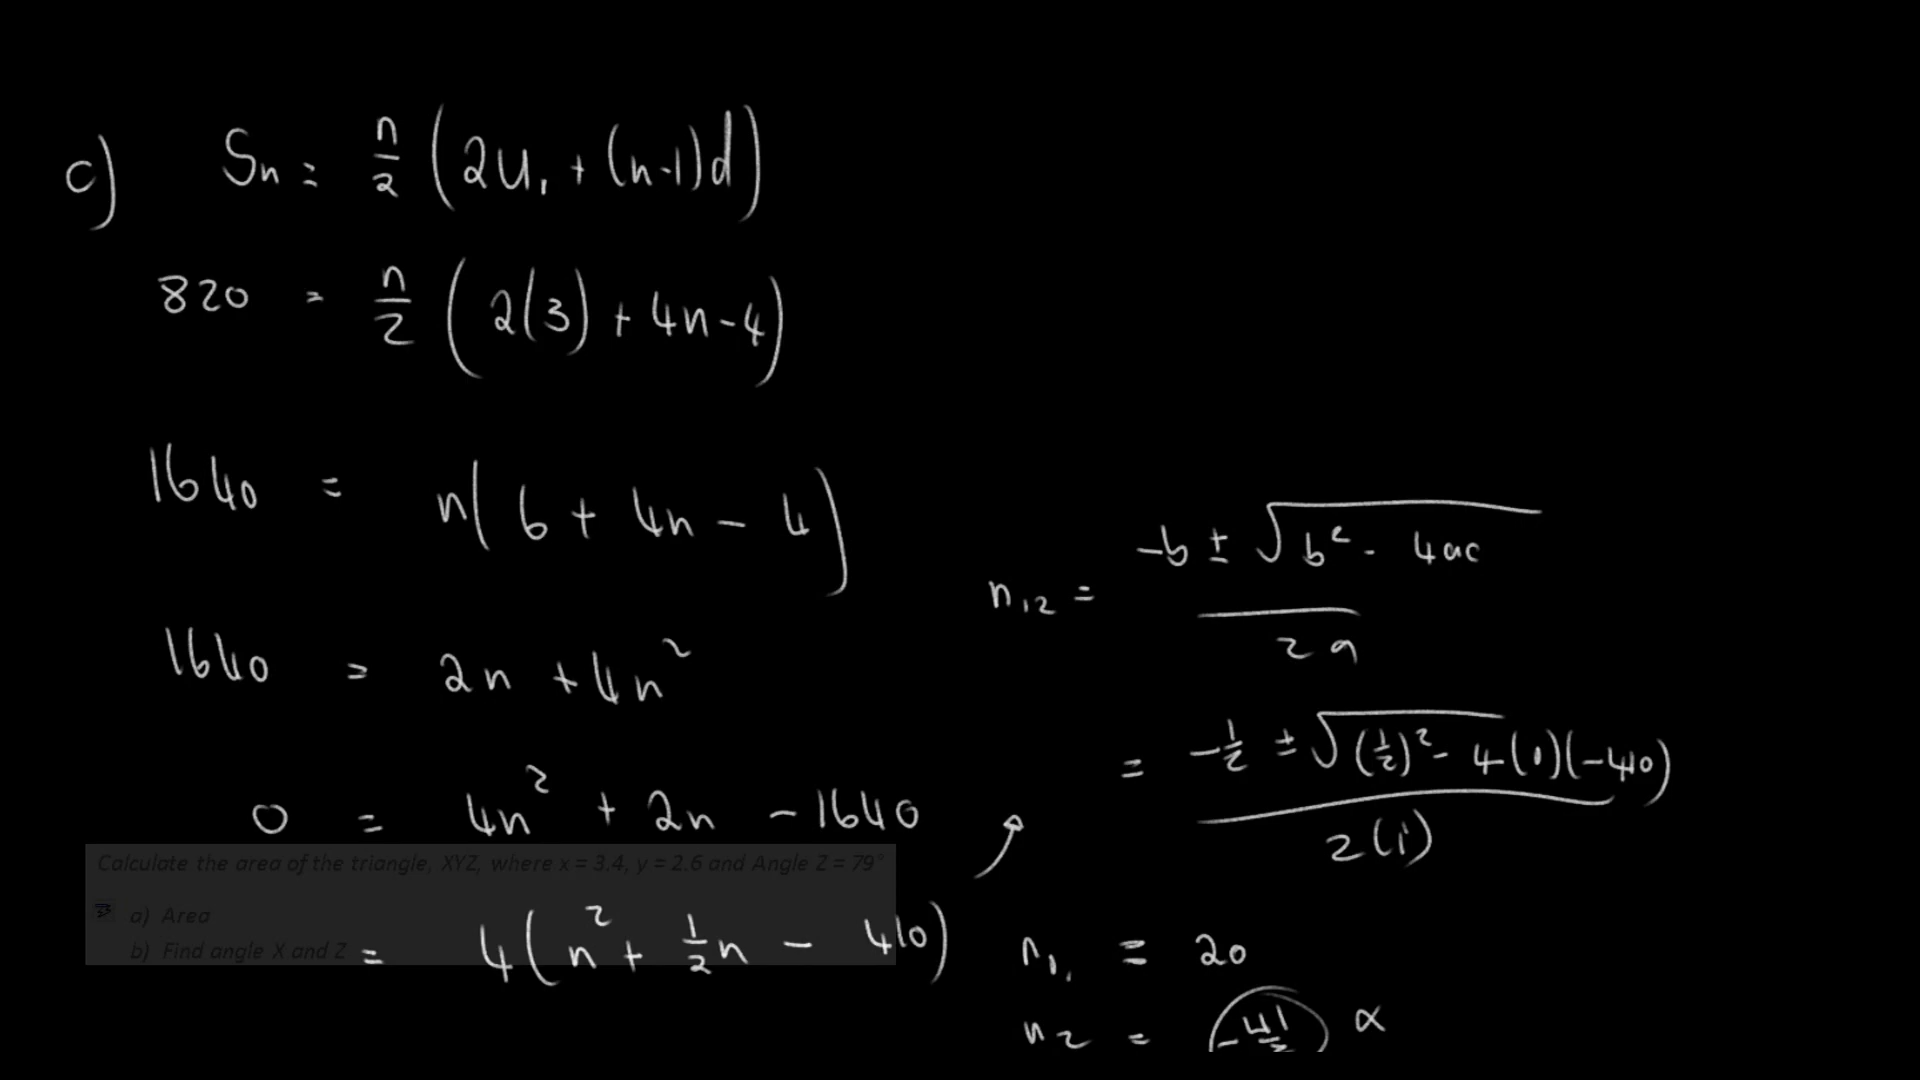 c) Sn = n/2 (2u₁ + (n-1)d)
820 = n/2 (2(3) + 4n-4)
1640 = n(6 + 4n - 4)
1640 = 2n + 4n²
0 = 4n² + 2n - 1640
= 4(n² + 1/2 n - 410)
Calculate the area of the triangle, XYZ, where x = 3.4, y = 2.6 and Angle Z = 79°
a) Area
b) Find angle X and Z
n₁₂ = -b ± √b² - 4ac / 2a
= -1/2 ± √(1/2)² - 4(1)(-410) / 2(1)
n₁, = 20
n₂ = -41/2